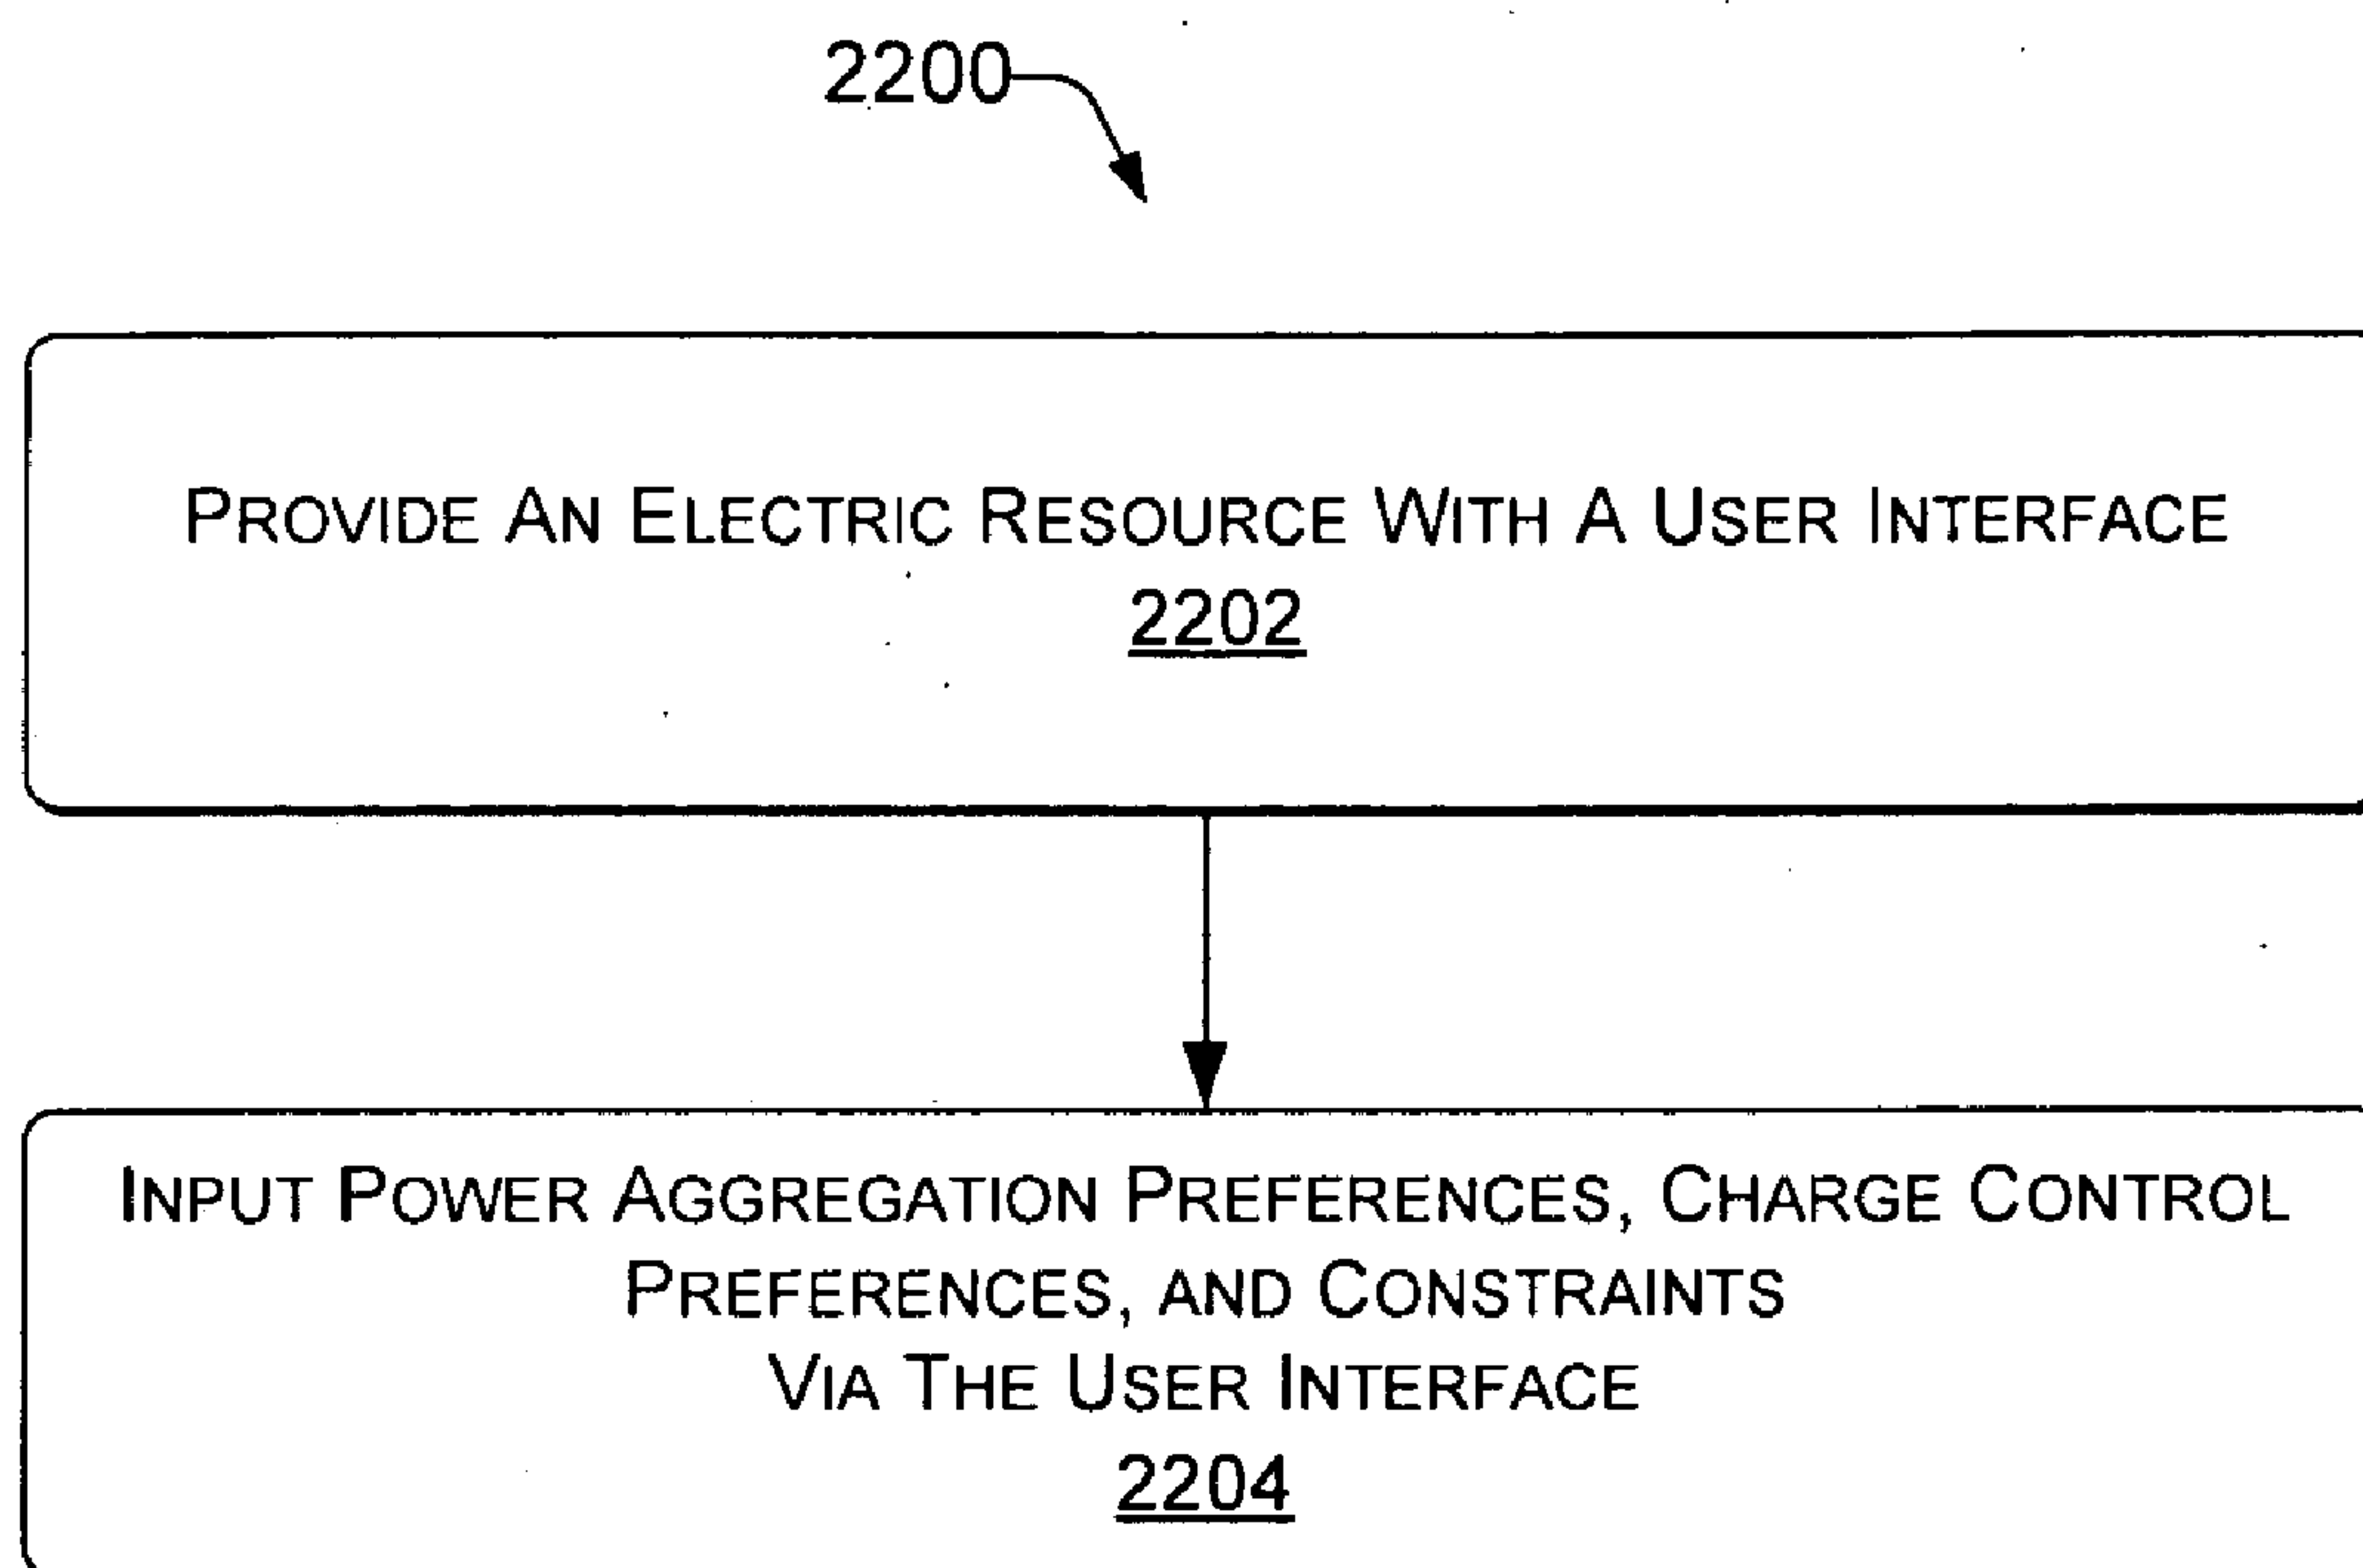 2200
PROVIDE AN ELECTRIC RESOURCE WITH A USER INTERFACE
2202
INPUT POWER AGGREGATION PREFERENCES, CHARGE CONTROL
PREFERENCES, AND CONSTRAINTS
VIA THE USER INTERFACE
2204